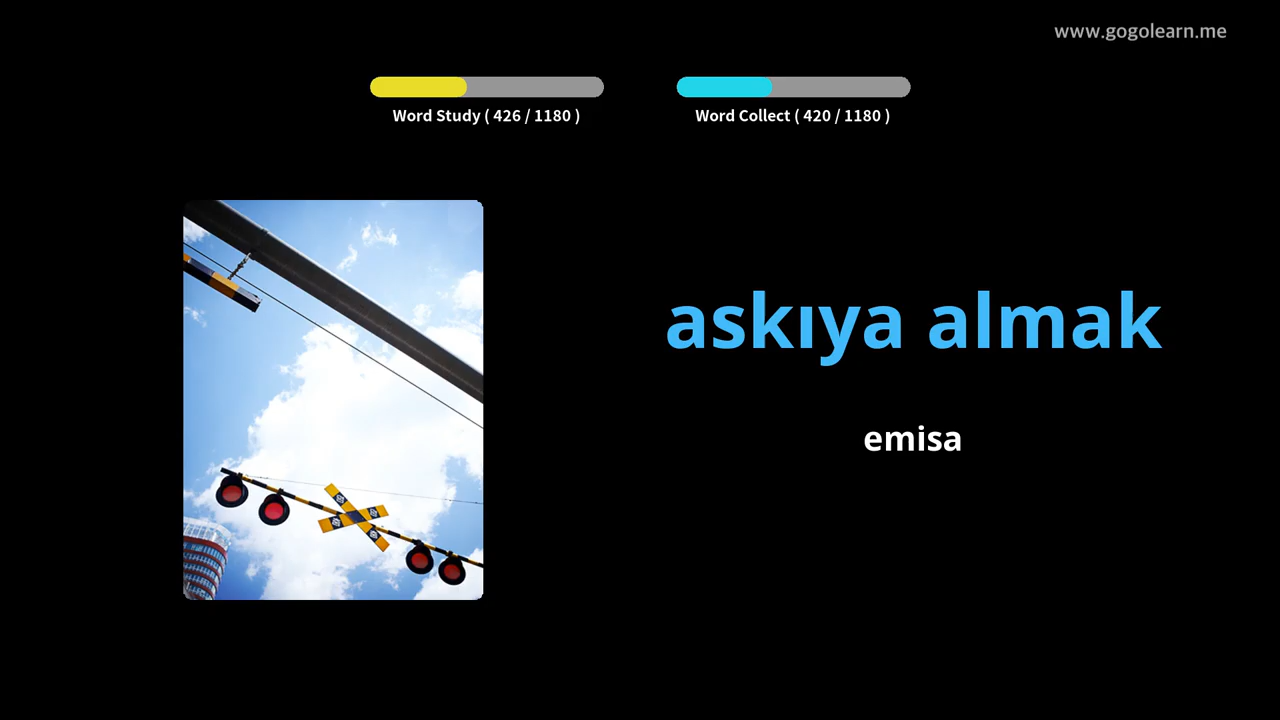 www.gogolearn.me
Word Study ( 426 / 1180 )
Word Collect ( 420 / 1180 )
askıya almak
emisa